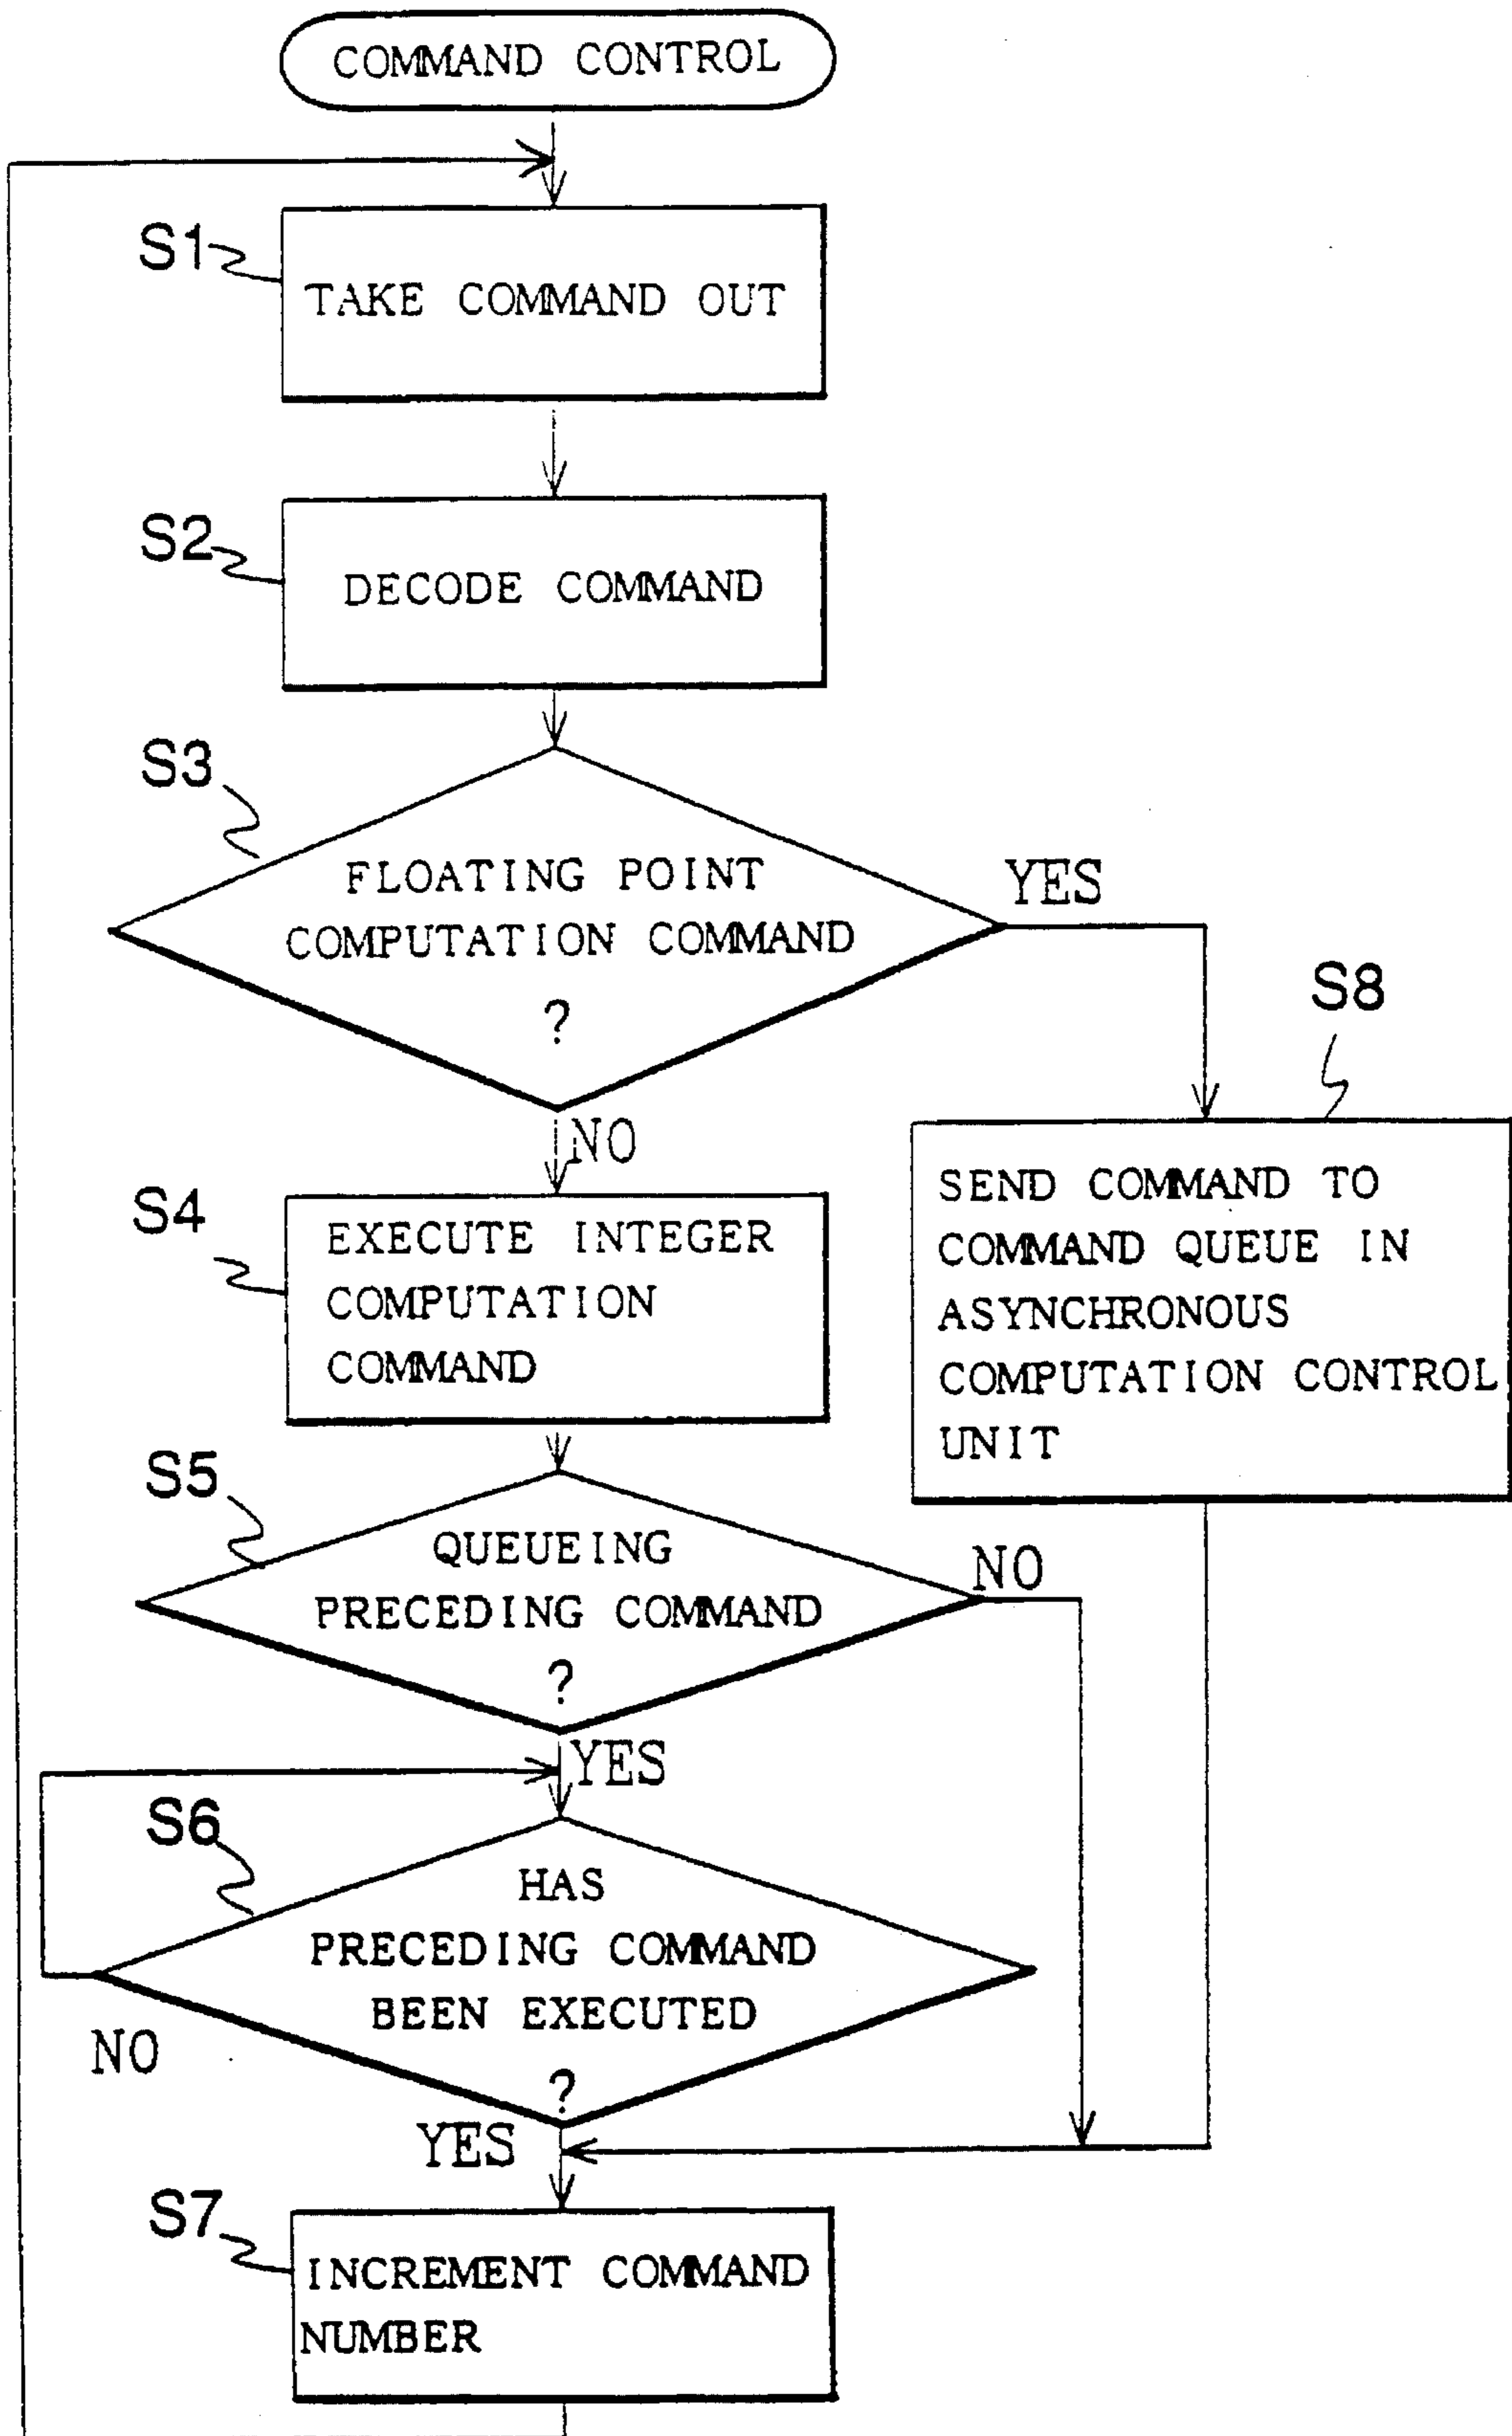 COMMAND CONTROL
S1
TAKE COMMAND OUT
S2
DECODE COMMAND
S3
FLOATING POINT
COMPUTATION COMMAND
?
YES
NO
S8
SEND COMMAND TO
COMMAND QUEUE IN
ASYNCHRONOUS
COMPUTATION CONTROL
UNIT
S4
EXECUTE INTEGER
COMPUTATION
COMMAND
S5
QUEUEING
PRECEDING COMMAND
?
NO
YES
S6
HAS
PRECEDING COMMAND
BEEN EXECUTED
?
NO
YES
S7
INCREMENT COMMAND
NUMBER